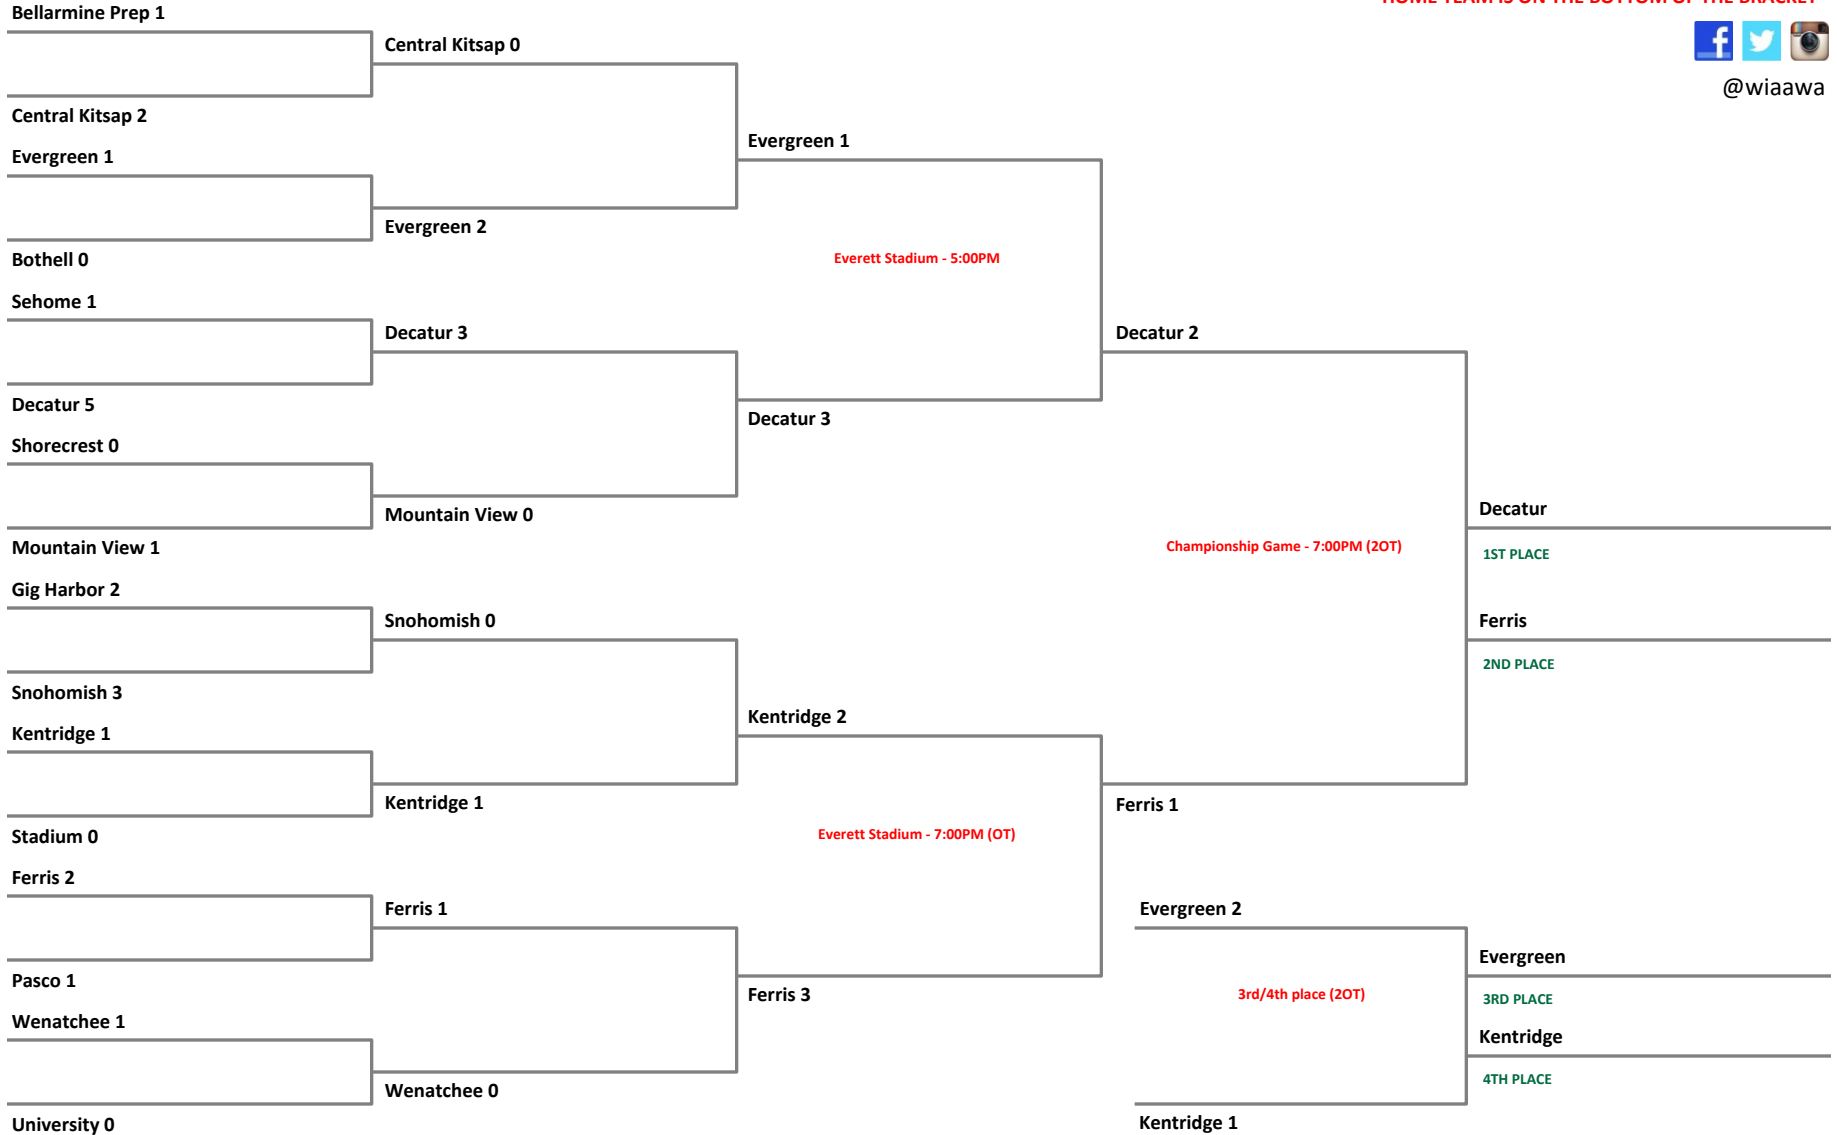 HOME TEAM IS ON THE BOTTOM OF THE BRACKET
@wiaawa
Bellarmine Prep 1
Central Kitsap 2
Evergreen 1
Bothell 0
Sehome 1
Decatur 5
Shorecrest 0
Mountain View 1
Gig Harbor 2
Snohomish 3
Kentridge 1
Stadium 0
Ferris 2
Pasco 1
Wenatchee 1
University 0
Central Kitsap 0
Evergreen 2
Decatur 3
Mountain View 0
Snohomish 0
Kentridge 1
Ferris 1
Wenatchee 0
Evergreen 1
Everett Stadium - 5:00PM
Decatur 3
Kentridge 2
Everett Stadium - 7:00PM (OT)
Ferris 3
Decatur 2
Championship Game - 7:00PM (2OT)
Ferris 1
Evergreen 2
3rd/4th place (2OT)
Kentridge 1
Decatur
1ST PLACE
Ferris
2ND PLACE
Evergreen
3RD PLACE
Kentridge
4TH PLACE